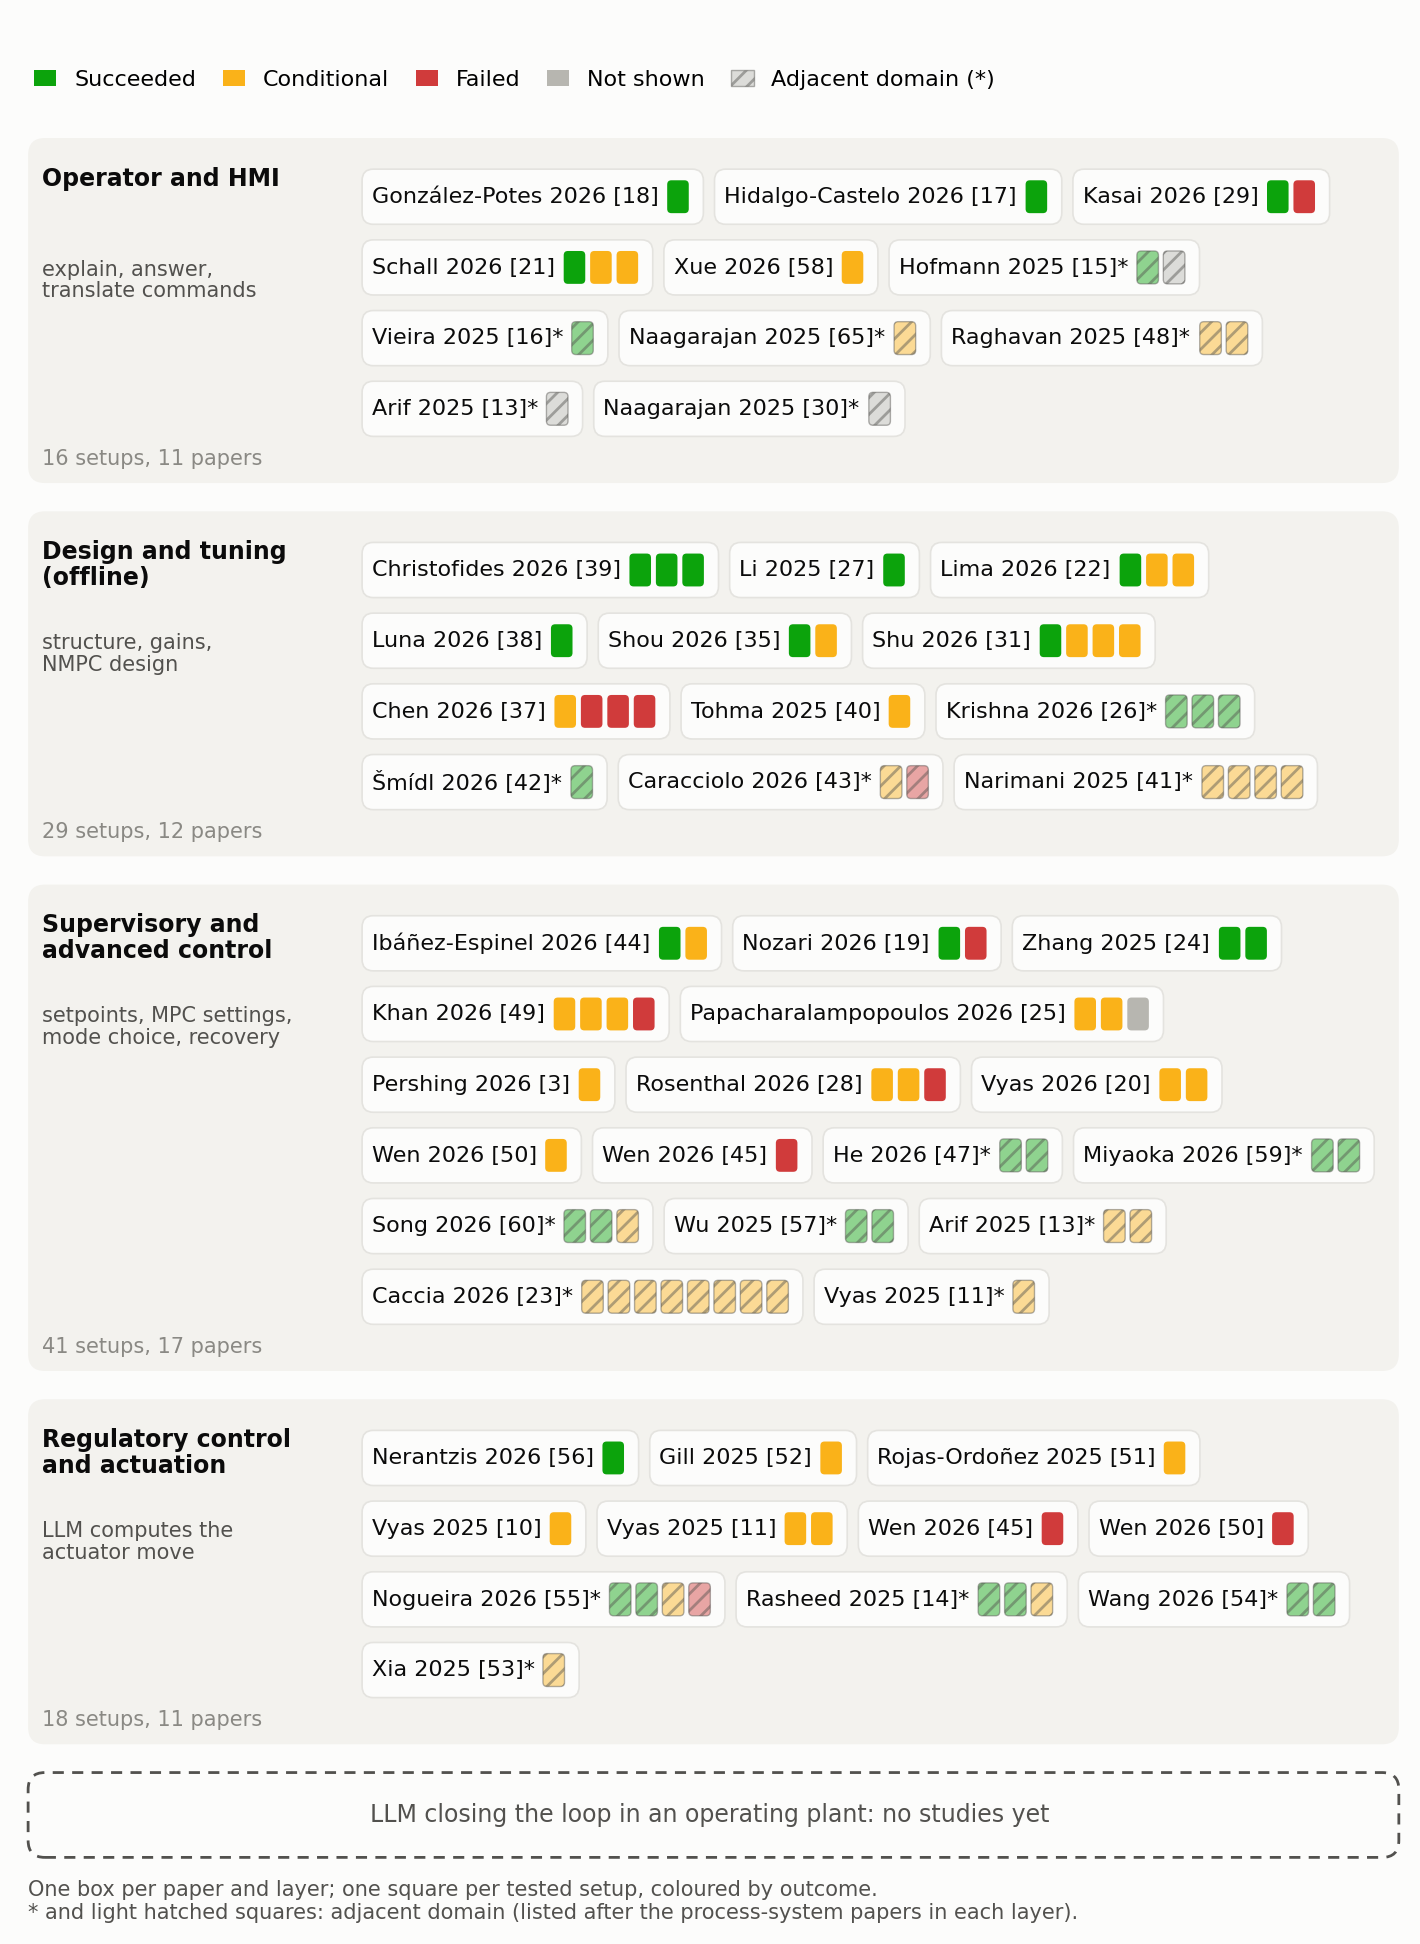 Succeeded Conditional Failed Not shown Adjacent domain (*)
Operator and HMI
explain, answer,
translate commands
16 setups, 11 papers
González-Potes 2026 [18] Hidalgo-Castelo 2026 [17] Kasai 2026 [29]
Schall 2026 [21] Xue 2026 [58] Hofmann 2025 [15]*
Vieira 2025 [16]* Naagarajan 2025 [65]* Raghavan 2025 [48]*
Arif 2025 [13]* Naagarajan 2025 [30]*
Design and tuning
(offline)
structure, gains,
NMPC design
29 setups, 12 papers
Christofides 2026 [39] Li 2025 [27] Lima 2026 [22]
Luna 2026 [38] Shou 2026 [35] Shu 2026 [31]
Chen 2026 [37] Tohma 2025 [40] Krishna 2026 [26]*
Šmídl 2026 [42]* Caracciolo 2026 [43]* Narimani 2025 [41]*
Supervisory and
advanced control
setpoints, MPC settings,
mode choice, recovery
41 setups, 17 papers
Ibáñez-Espinel 2026 [44] Nozari 2026 [19] Zhang 2025 [24]
Khan 2026 [49] Papacharalampopoulos 2026 [25]
Pershing 2026 [3] Rosenthal 2026 [28] Vyas 2026 [20]
Wen 2026 [50] Wen 2026 [45] He 2026 [47]* Miyaoka 2026 [59]*
Song 2026 [60]* Wu 2025 [57]* Arif 2025 [13]*
Caccia 2026 [23]* Vyas 2025 [11]*
Regulatory control
and actuation
LLM computes the
actuator move
18 setups, 11 papers
Nerantzis 2026 [56] Gill 2025 [52] Rojas-Ordoñez 2025 [51]
Vyas 2025 [10] Vyas 2025 [11] Wen 2026 [45] Wen 2026 [50]
Nogueira 2026 [55]* Rasheed 2025 [14]* Wang 2026 [54]*
Xia 2025 [53]*
LLM closing the loop in an operating plant: no studies yet
One box per paper and layer; one square per tested setup, coloured by outcome.
* and light hatched squares: adjacent domain (listed after the process-system papers in each layer).